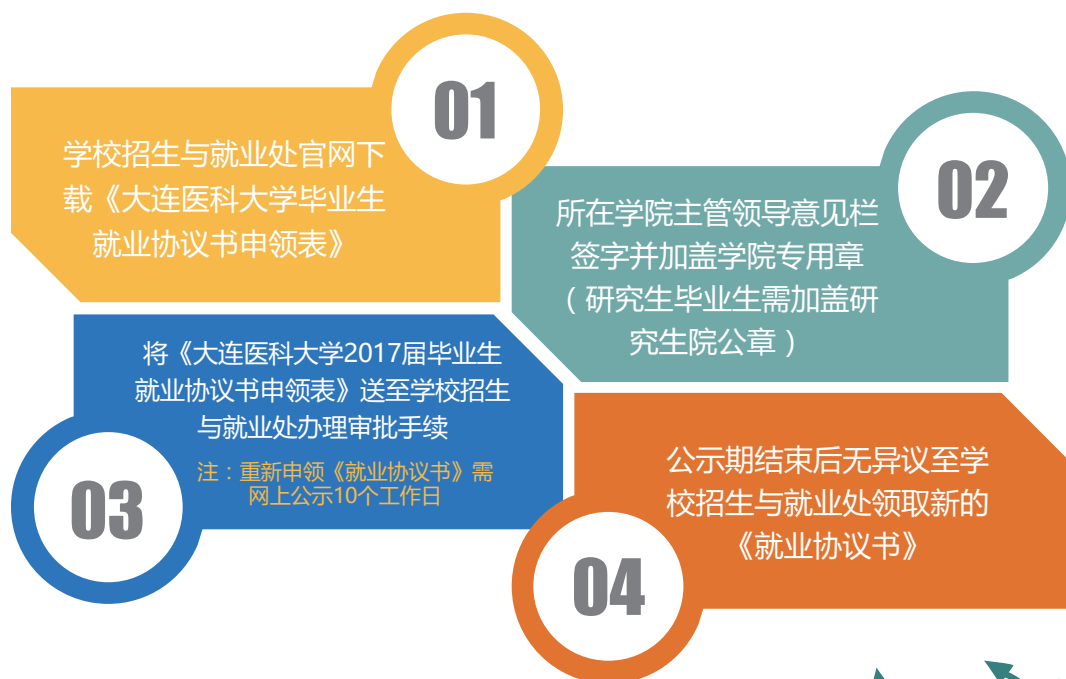 01
学校招生与就业处官网下
载《大连医科大学毕业生
就业协议书申领表》
02
所在学院主管领导意见栏
签字并加盖学院专用章
（研究生毕业生需加盖研
究生院公章）
03
将《大连医科大学2017届毕业生
就业协议书申领表》送至学校招生
与就业处办理审批手续
注：重新申领《就业协议书》需
网上公示10个工作日
04
公示期结束后无异议至学
校招生与就业处领取新的
《就业协议书》